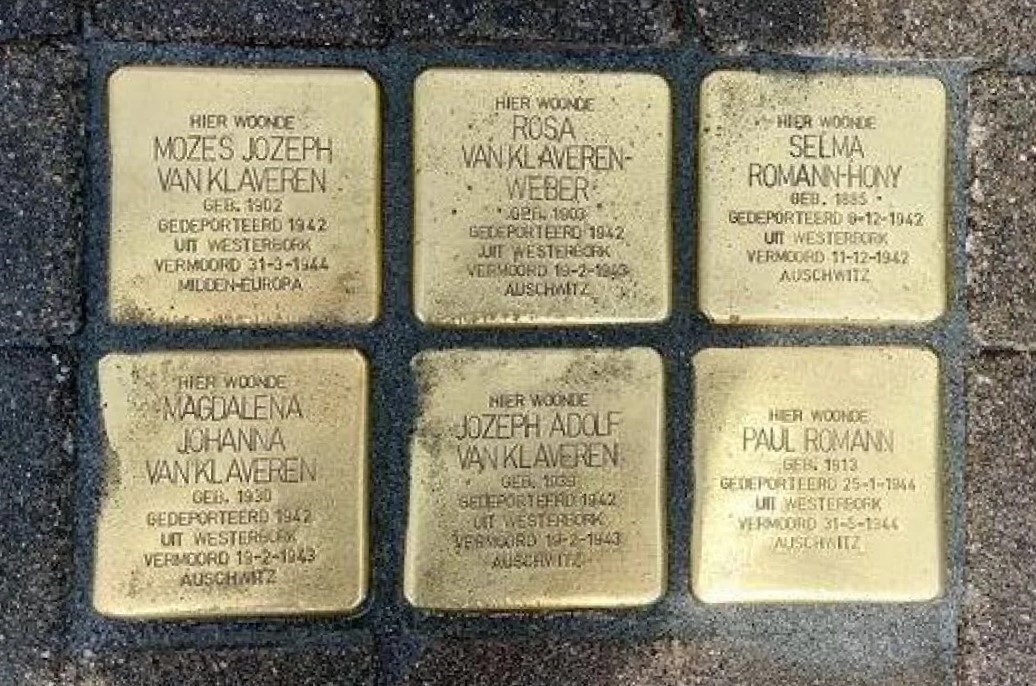 HIER WOONDE
MOZES JOZEPH
VAN KLAVEREN
GEB. 1902
GEDEPORTEERD 1942
UIT WESTERBORK
VERMOORD 31-3-1944
MIDDEN-EUROPA
HIER WOONDE
ROSA
VAN KLAVEREN-
WEBER
GEB. 1903
GEDEPORTEERD 1942
UIT WESTERBORK
VERMOORD 19-2-1943
AUSCHWITZ
HIER WOONDE
SELMA
ROMANN-HONY
GEB. 1885
GEDEPORTEERD 8-12-1942
UIT WESTERBORK
VERMOORD 11-12-1942
AUSCHWITZ
HIER WOONDE
MAGDALENA
JOHANNA
VAN KLAVEREN
GEB. 1930
GEDEPORTEERD 1942
UIT WESTERBORK
VERMOORD 19-2-1943
AUSCHWITZ
HIER WOONDE
JOZEPH ADOLF
VAN KLAVEREN
GEB. 1939
GEDEPORTEERD 1942
UIT WESTERBORK
VERMOORD 19-2-1943
AUSCHWITZ
HIER WOONDE
PAUL ROMANN
GEB. 1913
GEDEPORTEERD 25-1-1944
UIT WESTERBORK
VERMOORD 31-5-1944
AUSCHWITZ